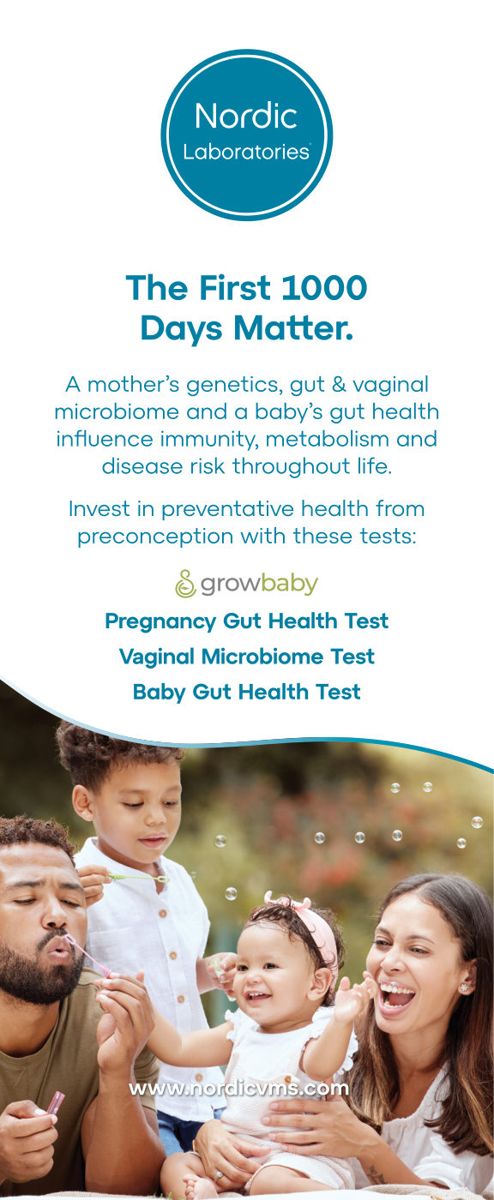 Nordic
Laboratories
The First 1000
Days Matter.
A mother's genetics, gut & vaginal
microbiome and a baby's gut health
influence immunity, metabolism and
disease risk throughout life.
Invest in preventative health from
preconception with these tests:
growbaby
Pregnancy Gut Health Test
Vaginal Microbiome Test
Baby Gut Health Test
www.nordicvms.com